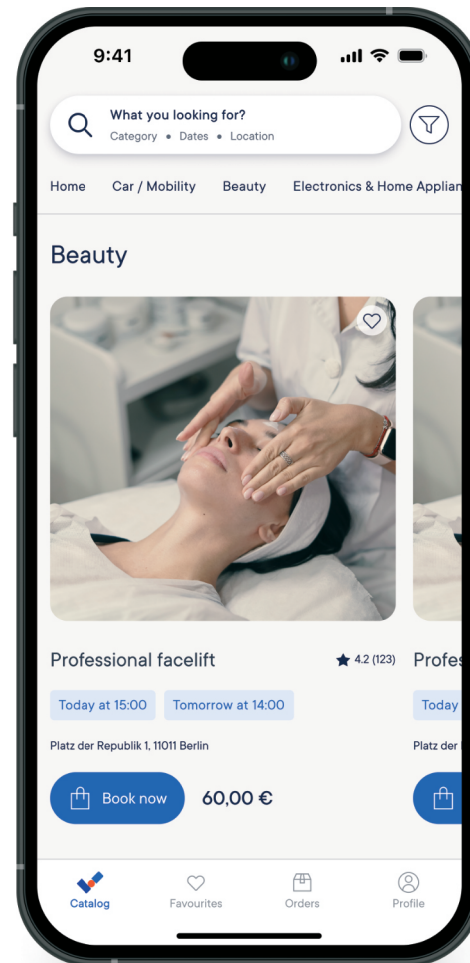 9:41
What you looking for?
Category • Dates • Location
Home Car / Mobility Beauty Electronics & Home Applian
Beauty
Professional facelift 4.2 (123) Profes
Today at 15:00 Tomorrow at 14:00 Today
Platz der Republik 1, 11011 Berlin Platz der
Book now 60,00 €
Catalog Favourites Orders Profile